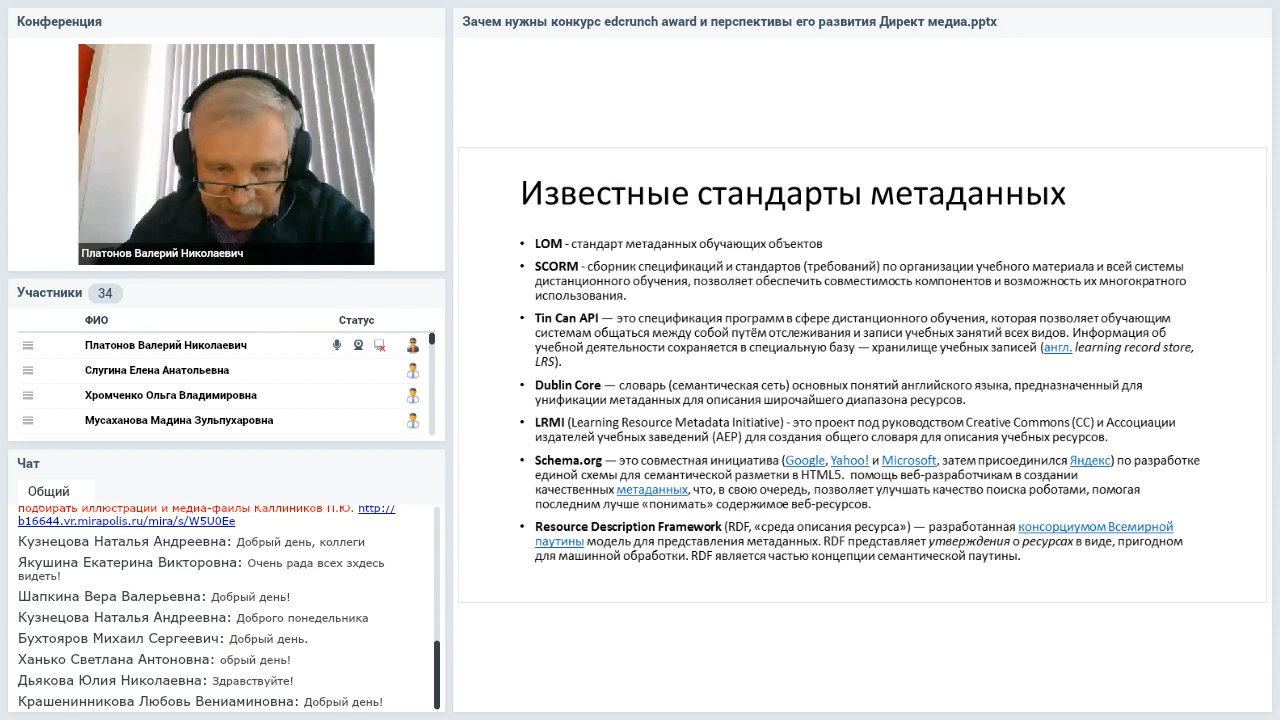 Конференция
Платонов Валерий Николаевич
Участники 34
ФИО Статус
Платонов Валерий Николаевич
Слугина Елена Анатольевна
Хромченко Ольга Владимировна
Мусаханова Мадина Зульпухаровна
Чат
Общий
подобрать иллюстрации и медиа-файлы Каллиников П.Ю. http://
b16644.vr.mirapolis.ru/mira/s/W5U0Ee
Кузнецова Наталья Андреевна: Добрый день, коллеги
Якушина Екатерина Викторовна: Очень рада всех зхдесь
видеть!
Шапкина Вера Валерьевна: Добрый день!
Кузнецова Наталья Андреевна: Доброго понедельника
Бухтояров Михаил Сергеевич: Добрый день.
Ханько Светлана Антоновна: обрый день!
Дьякова Юлия Николаевна: Здравствуйте!
Крашенинникова Любовь Вениаминовна: Добрый день!
Зачем нужны конкурс edcrunch award и перспективы его развития Директ медиа.pptx
Известные стандарты метаданных
• LOM - стандарт метаданных обучающих объектов
• SCORM - сборник спецификаций и стандартов (требований) по организации учебного материала и всей системы
дистанционного обучения, позволяет обеспечить совместимость компонентов и возможность их многократного
использования.
• Tin Can API — это спецификация программ в сфере дистанционного обучения, которая позволяет обучающим
системам общаться между собой путём отслеживания и записи учебных занятий всех видов. Информация об
учебной деятельности сохраняется в специальную базу — хранилище учебных записей (англ. learning record store,
LRS).
• Dublin Core — словарь (семантическая сеть) основных понятий английского языка, предназначенный для
унификации метаданных для описания широчайшего диапазона ресурсов.
• LRMI (Learning Resource Metadata Initiative) - это проект под руководством Creative Commons (CC) и Ассоциации
издателей учебных заведений (AEP) для создания общего словаря для описания учебных ресурсов.
• Schema.org — это совместная инициатива (Google, Yahoo! и Microsoft, затем присоединился Яндекс) по разработке
единой схемы для семантической разметки в HTML5. помощь веб-разработчикам в создании
качественных метаданных, что, в свою очередь, позволяет улучшать качество поиска роботами, помогая
последним лучше «понимать» содержимое веб-ресурсов.
• Resource Description Framework (RDF, «среда описания ресурса») — разработанная консорциумом Всемирной
паутины модель для представления метаданных. RDF представляет утверждения о ресурсах в виде, пригодном
для машинной обработки. RDF является частью концепции семантической паутины.